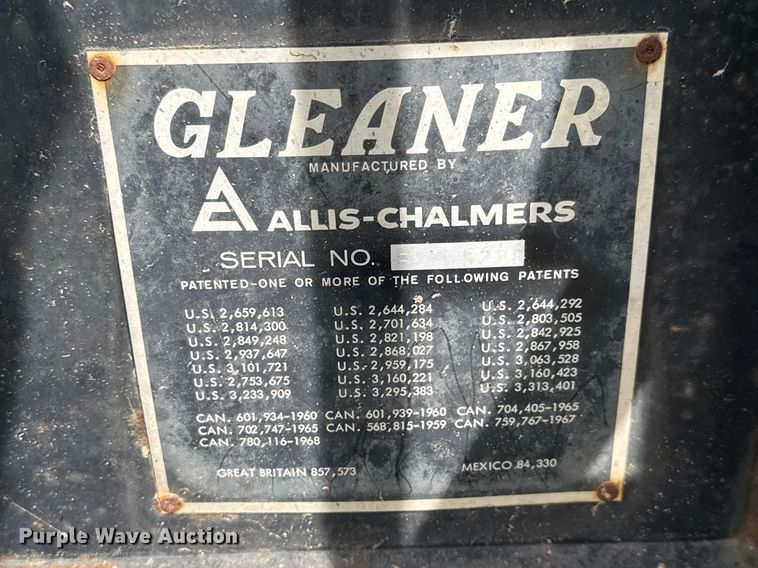 GLEANER
MANUFACTURED BY
ALLIS-CHALMERS
SERIAL NO.
PATENTED-ONE OR MORE OF THE FOLLOWING PATENTS
U.S. 2,659,613 U.S. 2,644,284 U.S. 2,644,292
U.S. 2,814,300 U.S. 2,701,634 U.S. 2,803,505
U.S. 2,849,248 U.S. 2,821,198 U.S. 2,842,925
U.S. 2,937,647 U.S. 2,868,027 U.S. 2,867,958
U.S. 3,101,721 U.S. 2,959,175 U.S. 3,063,528
U.S. 2,753,675 U.S. 3,160,221 U.S. 3,160,423
U.S. 3,233,909 U.S. 3,295,383 U.S. 3,313,401
CAN. 601,934-1960 CAN. 601,939-1960 CAN. 704,405-1965
CAN. 702,747-1965 CAN. 568,815-1959 CAN. 759,767-1967
CAN. 780,116-1968
GREAT BRITAIN 857,573 MEXICO 84,330
Purple Wave Auction